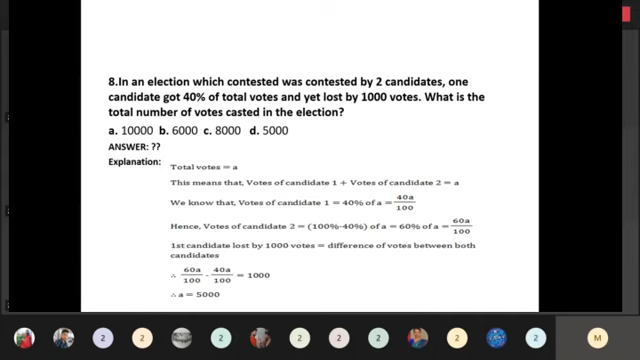 8.In an election which contested was contested by 2 candidates, one
candidate got 40% of total votes and yet lost by 1000 votes. What is the
total number of votes casted in the election?
a. 10000 b. 6000 c. 8000 d. 5000
ANSWER: ??
Explanation:
Total votes = a
This means that, Votes of candidate 1 + Votes of candidate 2 = a
We know that, Votes of candidate 1 = 40% of a = 40a/100
Hence, Votes of candidate 2 = (100%-40%) of a = 60% of a = 60a/100
1st candidate lost by 1000 votes = difference of votes between both
candidates
∴ 60a/100 - 40a/100 = 1000
∴ a = 5000
2 2 2 2 2 2 2 M